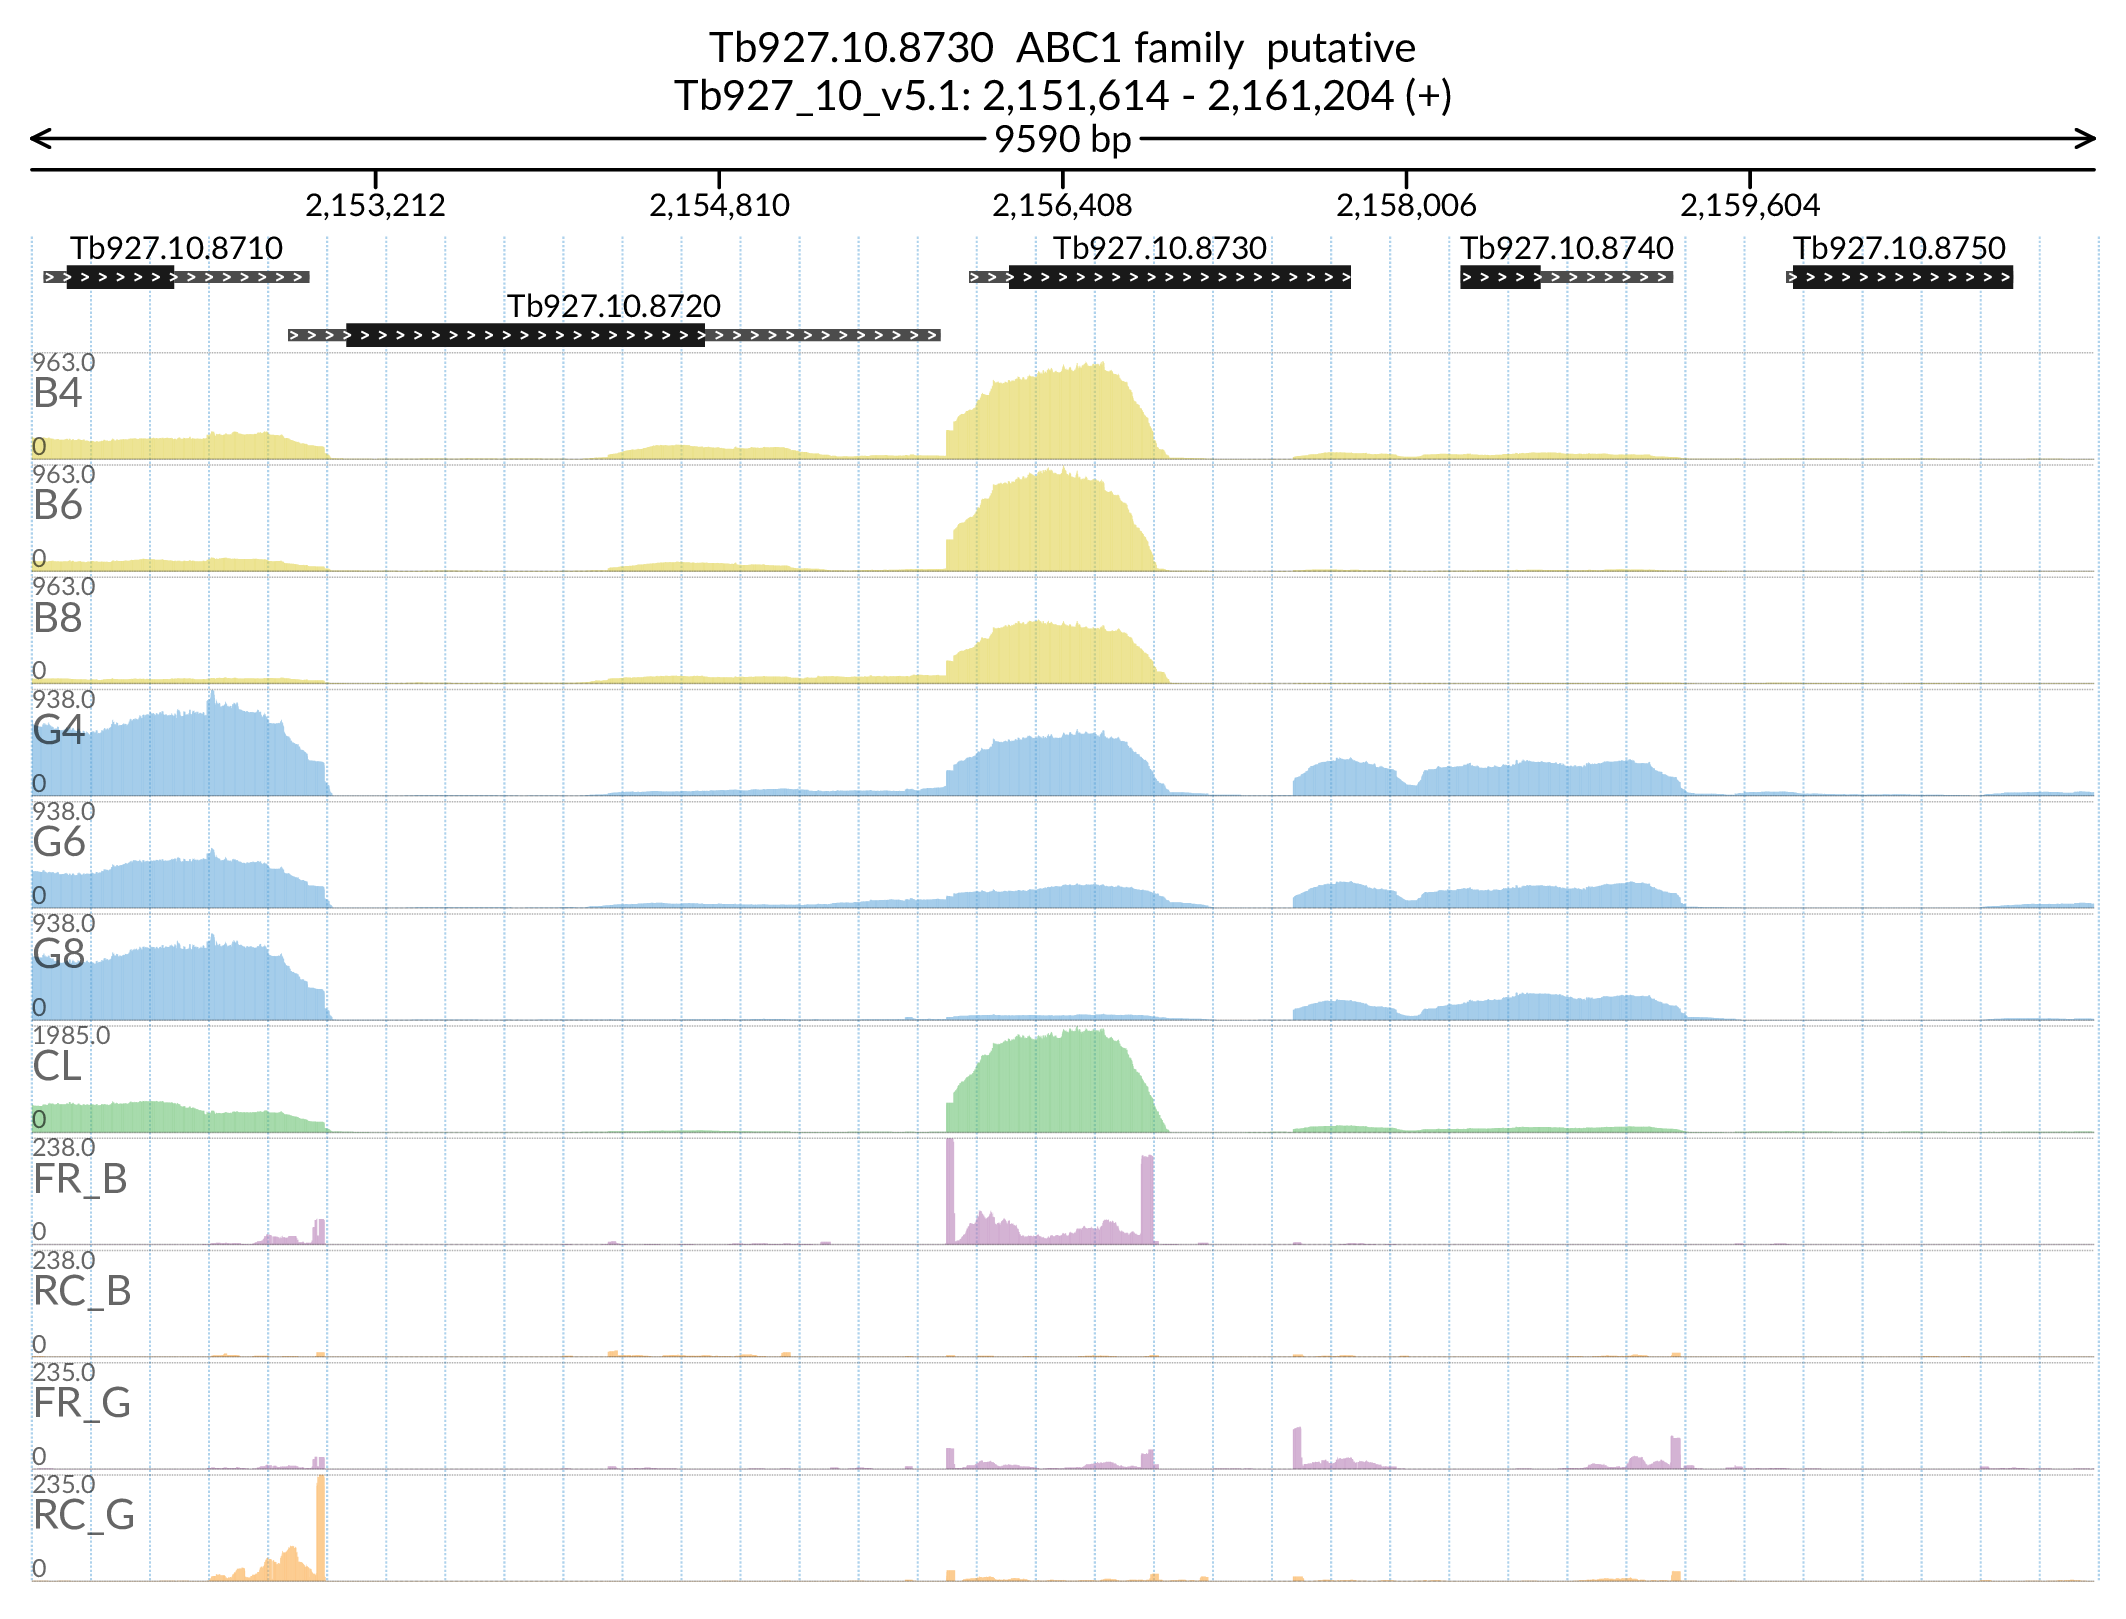 Tb927.10.8730  ABC1 family  putative
Tb927_10_v5.1: 2,151,614 - 2,161,204 (+)
9590 bp
2,153,212 2,154,810 2,156,408 2,158,006 2,159,604
Tb927.10.8710 Tb927.10.8730 Tb927.10.8740 Tb927.10.8750
Tb927.10.8720
963.0
B4
0
963.0
B6
0
963.0
B8
0
938.0
G4
0
938.0
G6
0
938.0
G8
0
1985.0
CL
0
238.0
FR_B
0
238.0
RC_B
0
235.0
FR_G
0
235.0
RC_G
0